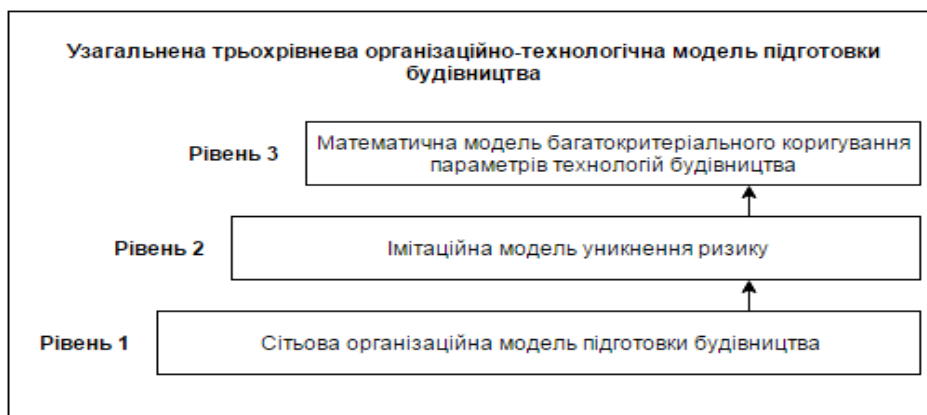 Узагальнена трьохрівнева організаційно-технологічна модель підготовки
будівництва
Рівень 3
Математична модель багатокритеріального коригування
параметрів технологій будівництва
Рівень 2
Імітаційна модель уникнення ризику
Рівень 1
Сітьова організаційна модель підготовки будівництва